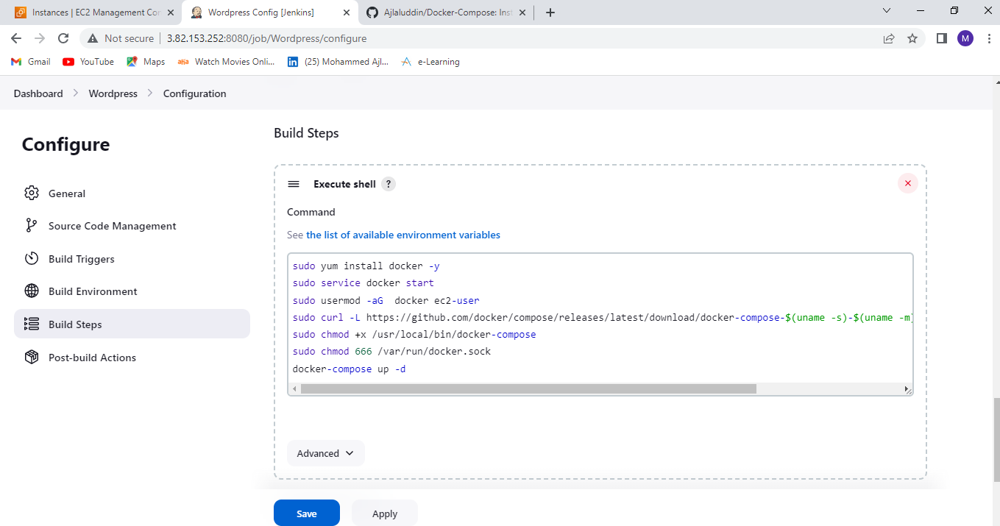 Instances | EC2 Management Con
Wordpress Config [Jenkins]
Ajlaluddin/Docker-Compose: Inst
Not secure
3.82.153.252:8080/job/Wordpress/configure
M
Gmail
YouTube
Maps
Watch Movies Onli...
(25) Mohammed Ajl...
e-Learning
Dashboard
Wordpress
Configuration
Configure
General
Source Code Management
Build Triggers
Build Environment
Build Steps
Post-build Actions
Build Steps
Execute shell ?
Command
See the list of available environment variables
sudo yum install docker -y
sudo service docker start
sudo usermod -aG  docker ec2-user
sudo curl -L https://github.com/docker/compose/releases/latest/download/docker-compose-$(uname -s)-$(uname -m)
sudo chmod +x /usr/local/bin/docker-compose
sudo chmod 666 /var/run/docker.sock
docker-compose up -d
Advanced
Save
Apply